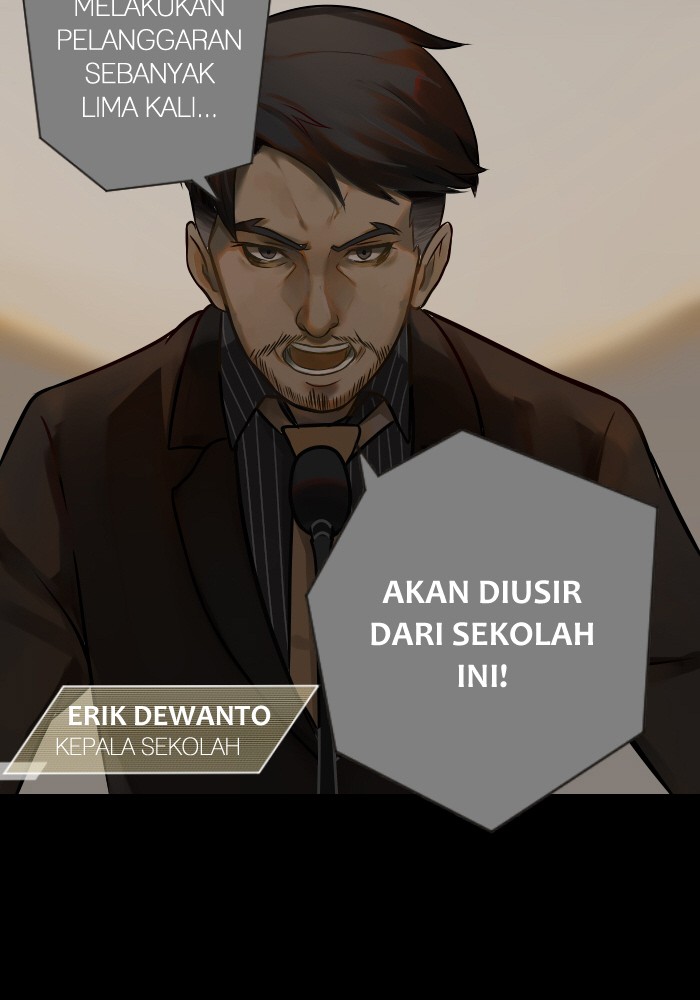 MELAKUKAN
PELANGGARAN
SEBANYAK
LIMA KALI...
AKAN DIUSIR
DARI SEKOLAH
INI!
ERIK DEWANTO
KEPALA SEKOLAH